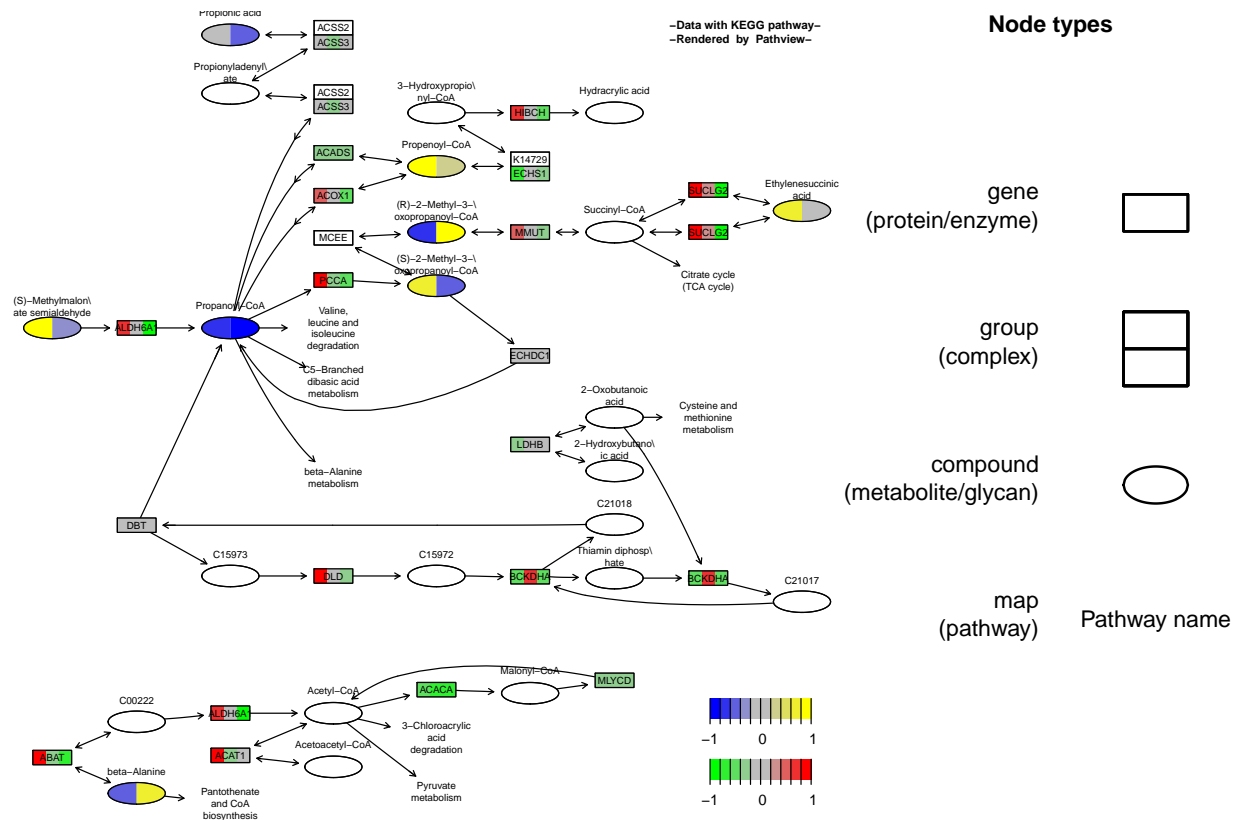 Propionic acid
ACSS2
ACSS3
−Data with KEGG pathway−
−Rendered by Pathview−
Node types
Propionyladenyl\
ate
ACSS2
ACSS3
3−Hydroxypropio\
nyl−CoA
HIBCH
Hydracrylic acid
ACADS
Propenoyl−CoA
K14729
ECHS1
ACOX1
(R)−2−Methyl−3−\
oxopropanoyl−CoA
MCEE
MMUT
Succinyl−CoA
SUCLG2
SUCLG2
Ethylenesuccinic
acid
gene
(protein/enzyme)
(S)−2−Methyl−3−\
oxopropanoyl−CoA
PCCA
Citrate cycle
(TCA cycle)
(S)−Methylmalon\
ate semialdehyde
ALDH6A1
Propanoyl−CoA
Valine,
leucine and
isoleucine
degradation
group
(complex)
ECHDC1
C5−Branched
dibasic acid
metabolism
2−Oxobutanoic
acid
Cysteine and
methionine
metabolism
LDHB
2−Hydroxybutano\
ic acid
beta−Alanine
metabolism
compound
(metabolite/glycan)
DBT
C21018
C15973
DLD
C15972
BCKDHA
Thiamin diphosp\
hate
BCKDHA
C21017
map
(pathway)
Pathway name
C00222
ALDH6A1
Acetyl−CoA
ACACA
Malonyl−CoA
MLYCD
3−Chloroacrylic
acid
degradation
ABAT
ACAT1
Acetoacetyl−CoA
beta−Alanine
Pantothenate
and CoA
biosynthesis
Pyruvate
metabolism
−1 0 1
−1 0 1